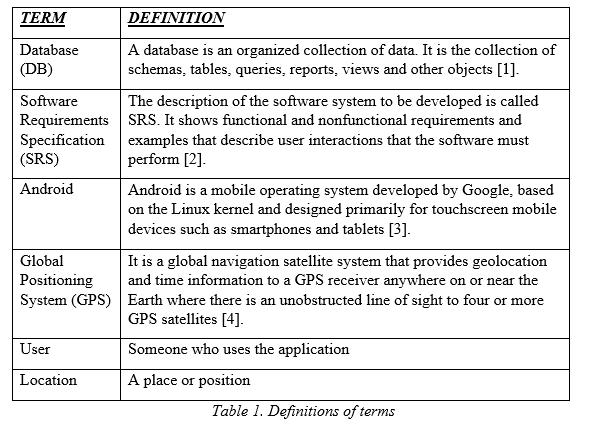 TERM DEFINITION
Database A database is an organized collection of data. It is the collection of
(DB) schemas, tables, queries, reports, views and other objects [1].
Software The description of the software system to be developed is called
Requirements SRS. It shows functional and nonfunctional requirements and
Specification examples that describe user interactions that the software must
(SRS) perform [2].
Android Android is a mobile operating system developed by Google, based
on the Linux kernel and designed primarily for touchscreen mobile
devices such as smartphones and tablets [3].
Global It is a global navigation satellite system that provides geolocation
Positioning and time information to a GPS receiver anywhere on or near the
System (GPS) Earth where there is an unobstructed line of sight to four or more
GPS satellites [4].
User Someone who uses the application
Location A place or position
Table 1. Definitions of terms